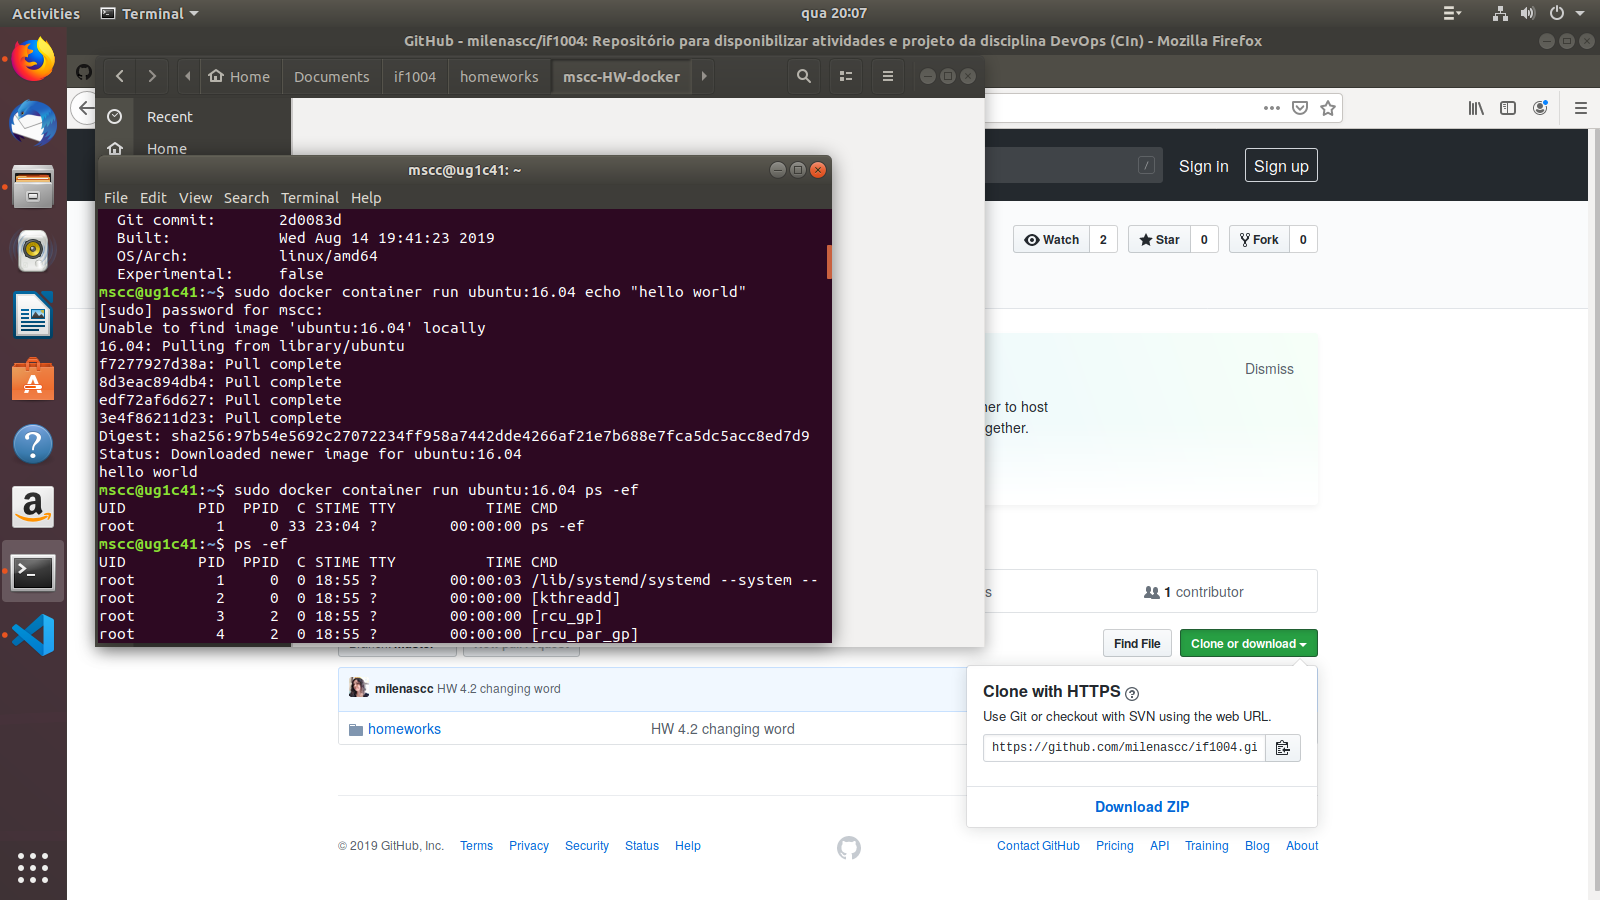 Activities Terminal qua 20:07
GitHub - milenascc/if1004: Repositório para disponibilizar atividades e projeto da disciplina DevOps (CIn) - Mozilla Firefox
Home Documents if1004 homeworks mscc-HW-docker
Recent
Home
/ Sign in Sign up
mscc@ug1c41: ~
File Edit View Search Terminal Help
Git commit: 2d0083d
Built: Wed Aug 14 19:41:23 2019
OS/Arch: linux/amd64
Experimental: false
mscc@ug1c41:~$ sudo docker container run ubuntu:16.04 echo "hello world"
[sudo] password for mscc:
Unable to find image 'ubuntu:16.04' locally
16.04: Pulling from library/ubuntu
f7277927d38a: Pull complete
8d3eac894db4: Pull complete
edf72af6d627: Pull complete
3e4f86211d23: Pull complete
Digest: sha256:97b54e5692c27072234ff958a7442dde4266af21e7b688e7fca5dc5acc8ed7d9
Status: Downloaded newer image for ubuntu:16.04
hello world
mscc@ug1c41:~$ sudo docker container run ubuntu:16.04 ps -ef
UID PID PPID C STIME TTY TIME CMD
root 1 0 33 23:04 ? 00:00:00 ps -ef
mscc@ug1c41:~$ ps -ef
UID PID PPID C STIME TTY TIME CMD
root 1 0 0 18:55 ? 00:00:03 /lib/systemd/systemd --system --
root 2 0 0 18:55 ? 00:00:00 [kthreadd]
root 3 2 0 18:55 ? 00:00:00 [rcu_gp]
root 4 2 0 18:55 ? 00:00:00 [rcu_par_gp]
Watch 2 Star 0 Fork 0
Dismiss
to host
1 contributor
Find File Clone or download
milenascc HW 4.2 changing word
homeworks HW 4.2 changing word
Clone with HTTPS ?
Use Git or checkout with SVN using the web URL.
https://github.com/milenascc/if1004.gi
Download ZIP
© 2019 GitHub, Inc. Terms Privacy Security Status Help
Contact GitHub Pricing API Training Blog About